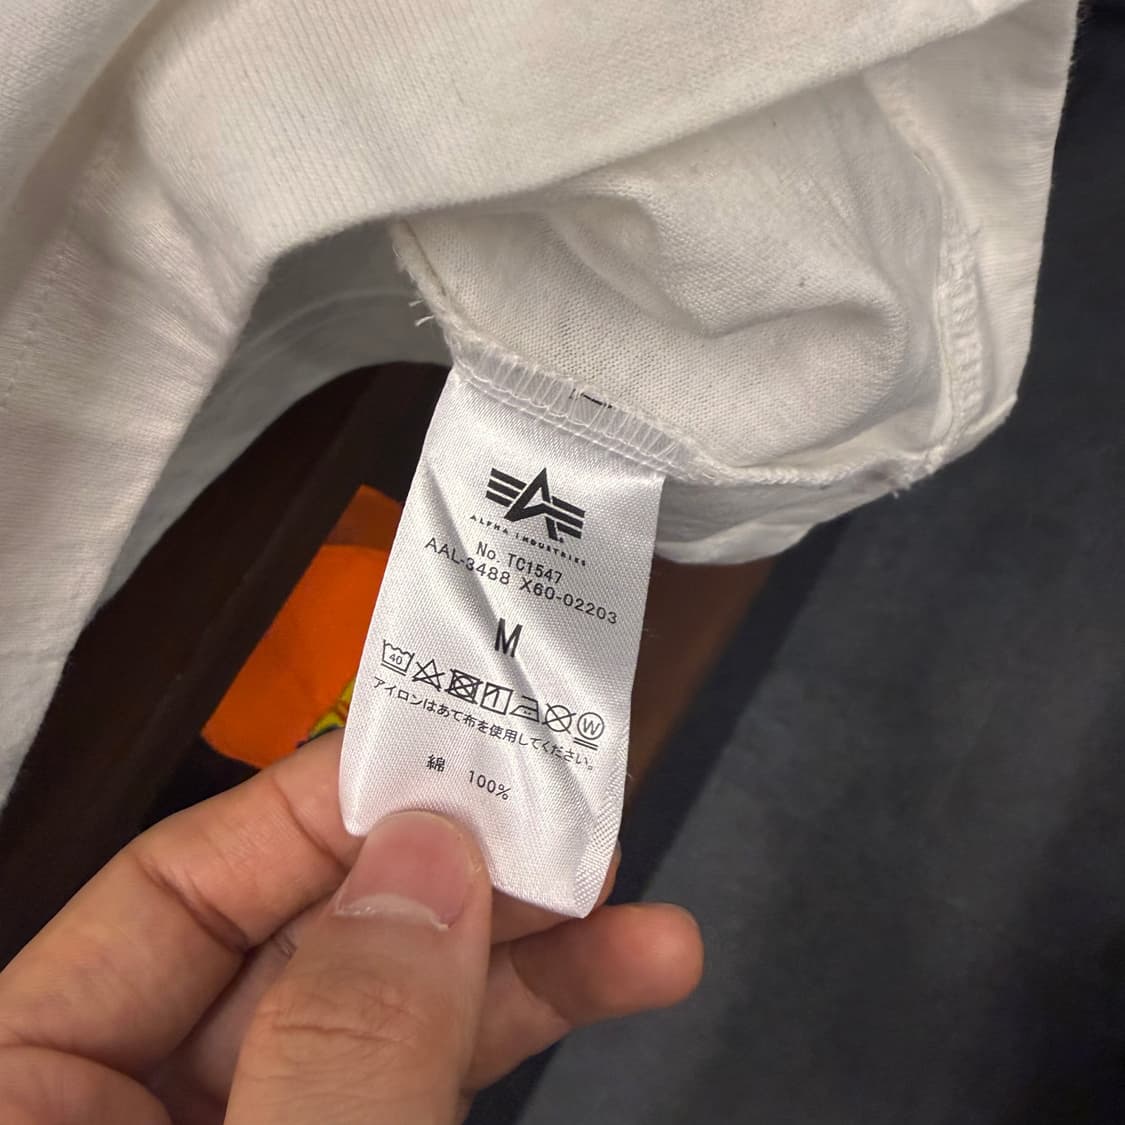 ALPHA INDUSTRIES
No. TC1547
AAL-3488 X60-02203
M
40 W
アイロンはあて布を使用してください。
綿 100%